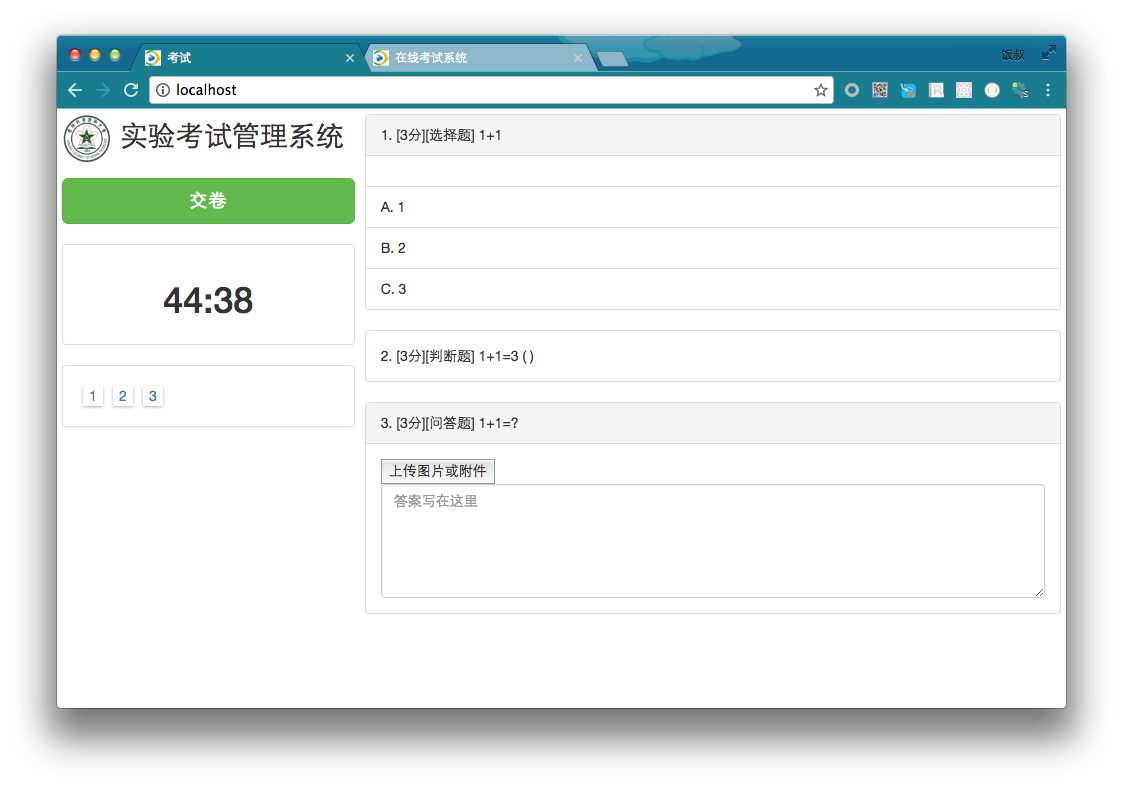 考试
在线考试系统
饭叔
localhost
实验考试管理系统
交卷
44:38
1 2 3
1. [3分][选择题] 1+1
A. 1
B. 2
C. 3
2. [3分][判断题] 1+1=3 ( )
3. [3分][问答题] 1+1=?
上传图片或附件
答案写在这里